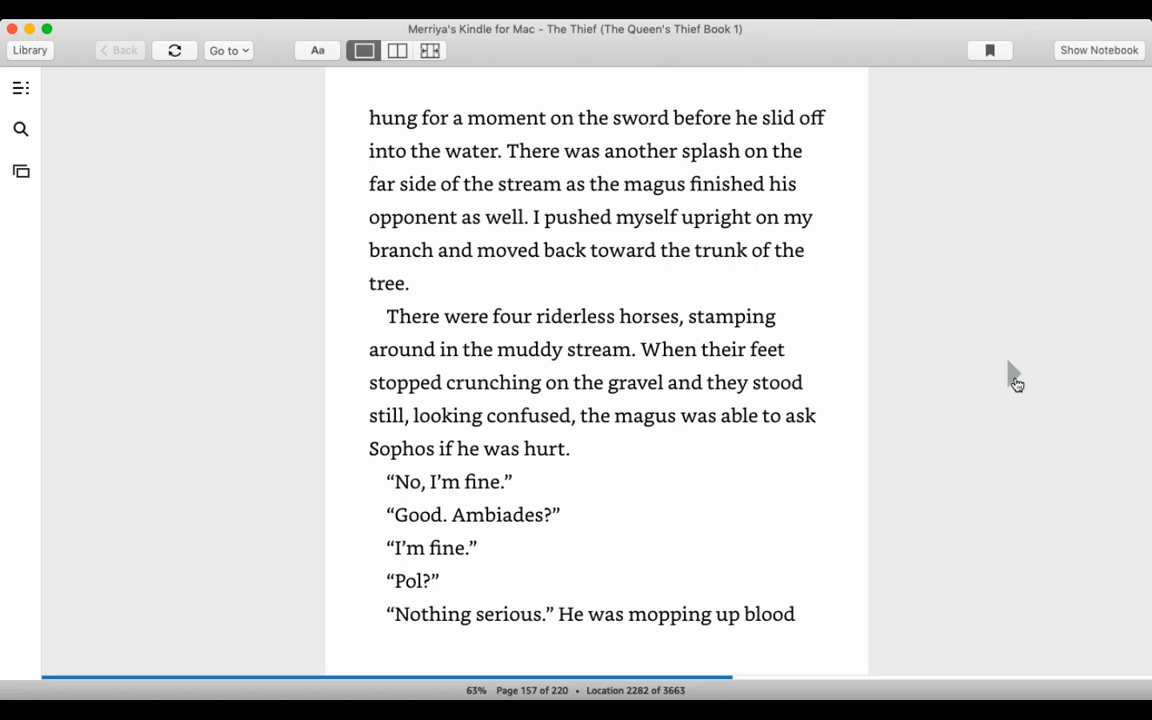 Merriya's Kindle for Mac - The Thief (The Queen's Thief Book 1)
Library
Back
Go to
Aa
Show Notebook
hung for a moment on the sword before he slid off
into the water. There was another splash on the
far side of the stream as the magus finished his
opponent as well. I pushed myself upright on my
branch and moved back toward the trunk of the
tree.
There were four riderless horses, stamping
around in the muddy stream. When their feet
stopped crunching on the gravel and they stood
still, looking confused, the magus was able to ask
Sophos if he was hurt.
“No, I’m fine.”
“Good. Ambiades?”
“I’m fine.”
“Pol?”
“Nothing serious.” He was mopping up blood
63% Page 157 of 220 • Location 2282 of 3663